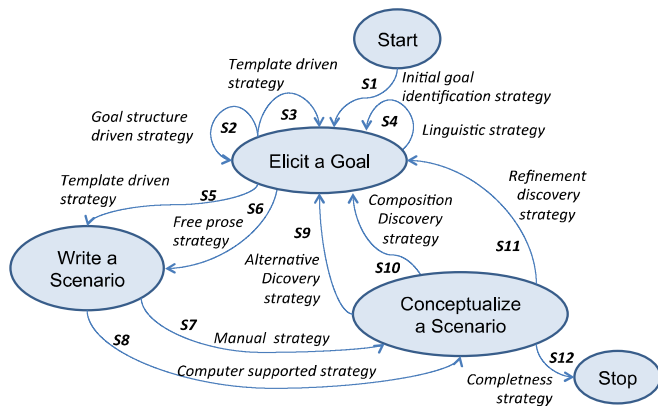 Start
Template driven
strategy
S1
Initial goal
identification strategy
S3
S2
S4
Goal structure
driven strategy
Linguistic strategy
Elicit a Goal
Template driven
strategy
S5
S6
Free prose
strategy
S9
Composition
Discovery
strategy
Refinement
discovery
strategy
S11
Write a
Scenario
Alternative
Dicovery
strategy
S10
Conceptualize
a Scenario
S7
Manual strategy
S8
Computer supported strategy
S12
Completness strategy
Stop